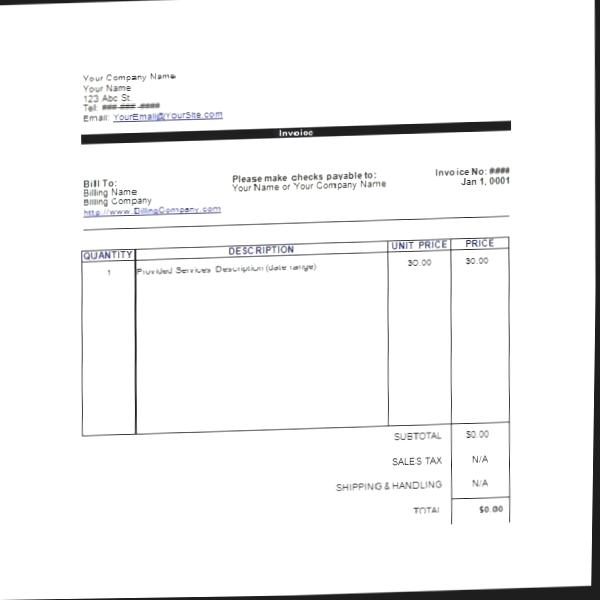 Your Company Name
Your Name
123 Abc St.
Tel: ###-###-####
Email: YourEmail@YourSite.com
Invoice
Bill To:
Billing Name
Billing Company
http://www.BillingCompany.com
Please make checks payable to:
Your Name or Your Company Name
Invoice No: ####
Jan 1, 0001
QUANTITY DESCRIPTION UNIT PRICE PRICE
1 Provided Services Description (date range) $0.00 $0.00
SUBTOTAL $0.00
SALES TAX N/A
SHIPPING & HANDLING N/A
TOTAL $0.00